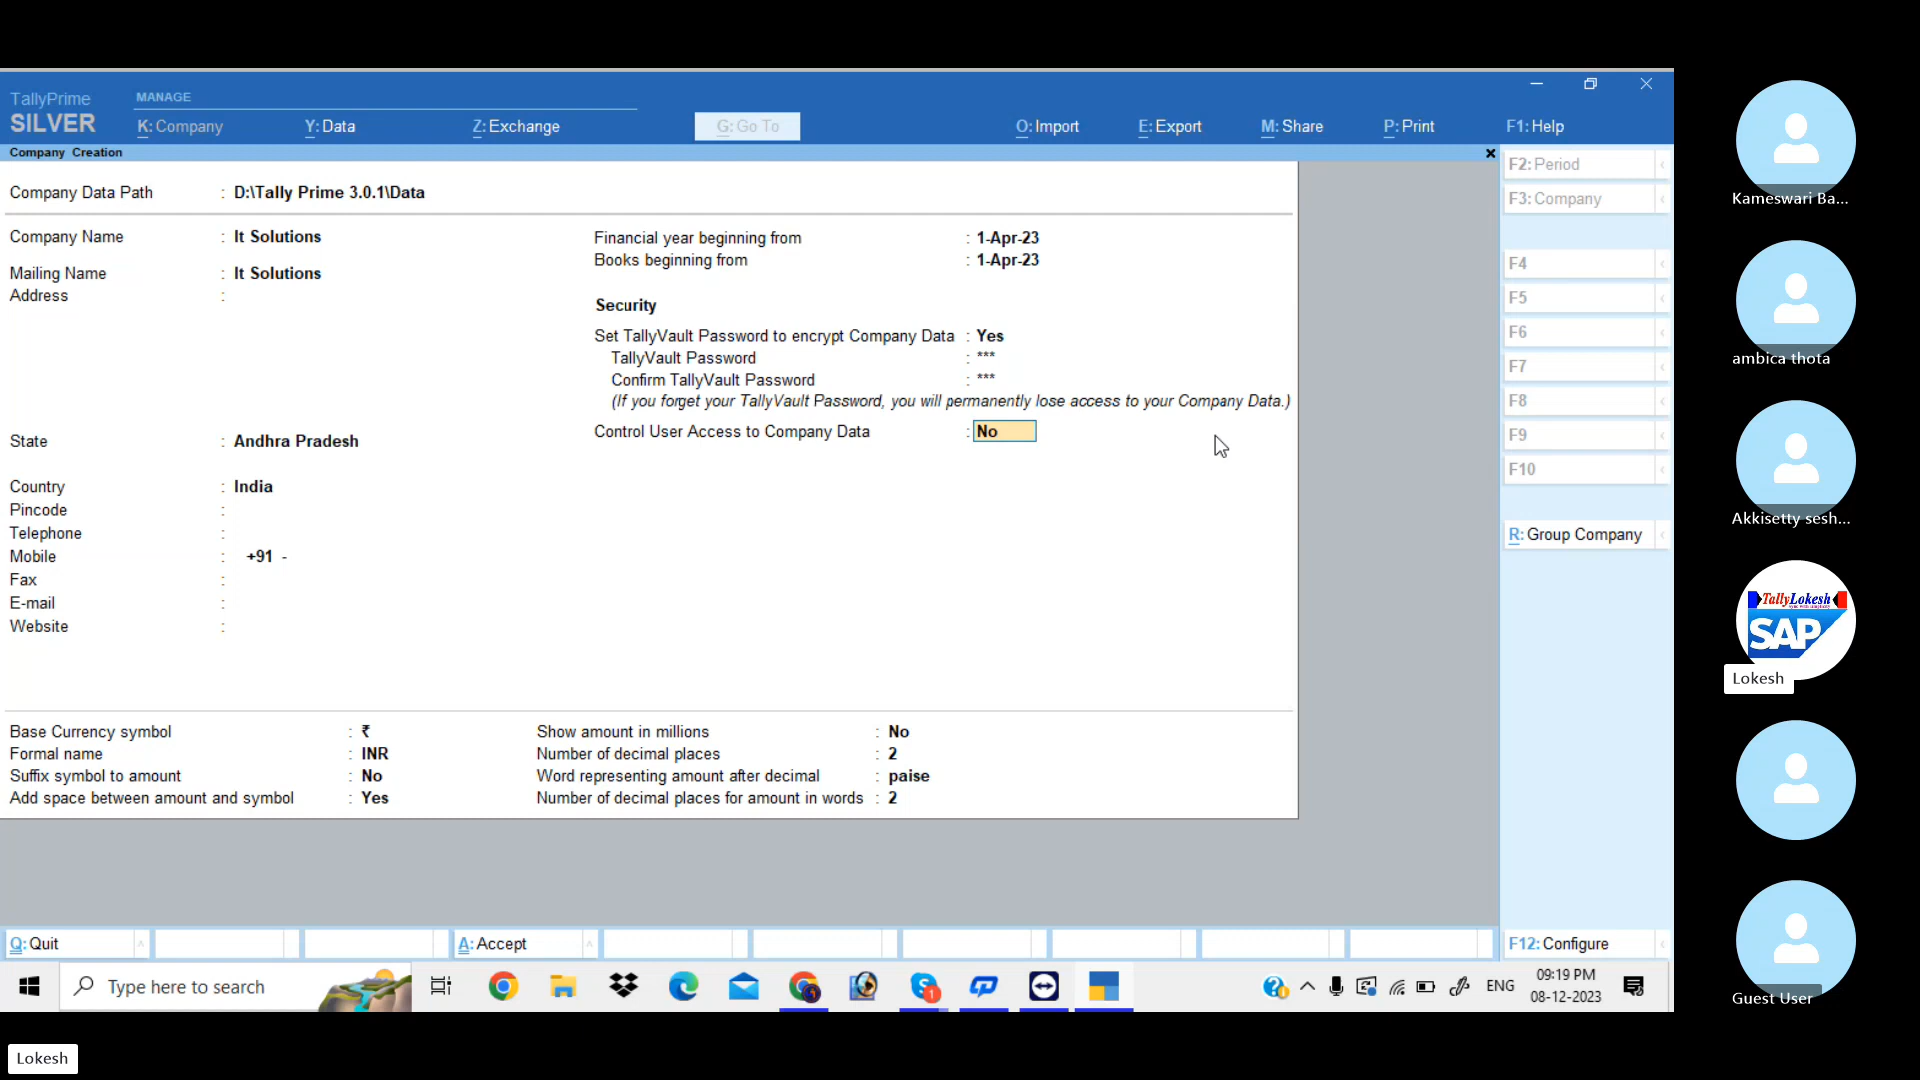 TallyPrime
SILVER
MANAGE
K: Company
Y: Data
Z: Exchange
G: Go To
O: Import
E: Export
M: Share
P: Print
F1: Help
Company Creation
Company Data Path : D:\Tally Prime 3.0.1\Data
Company Name : It Solutions
Mailing Name : It Solutions
Address :
State : Andhra Pradesh
Country : India
Pincode :
Telephone :
Mobile : +91 -
Fax :
E-mail :
Website :
Financial year beginning from : 1-Apr-23
Books beginning from : 1-Apr-23
Security
Set TallyVault Password to encrypt Company Data : Yes
TallyVault Password : ***
Confirm TallyVault Password : ***
(If you forget your TallyVault Password, you will permanently lose access to your Company Data.)
Control User Access to Company Data : No
Base Currency symbol : ₹
Formal name : INR
Suffix symbol to amount : No
Add space between amount and symbol : Yes
Show amount in millions : No
Number of decimal places : 2
Word representing amount after decimal : paise
Number of decimal places for amount in words : 2
F2: Period
F3: Company
F4
F5
F6
F7
F8
F9
F10
R: Group Company
F12: Configure
Q: Quit
A: Accept
Type here to search
1
ENG
09:19 PM
08-12-2023
Kameswari Ba...
ambica thota
Akkisetty sesh...
TallyLokesh
SAP
Lokesh
Guest User
Lokesh